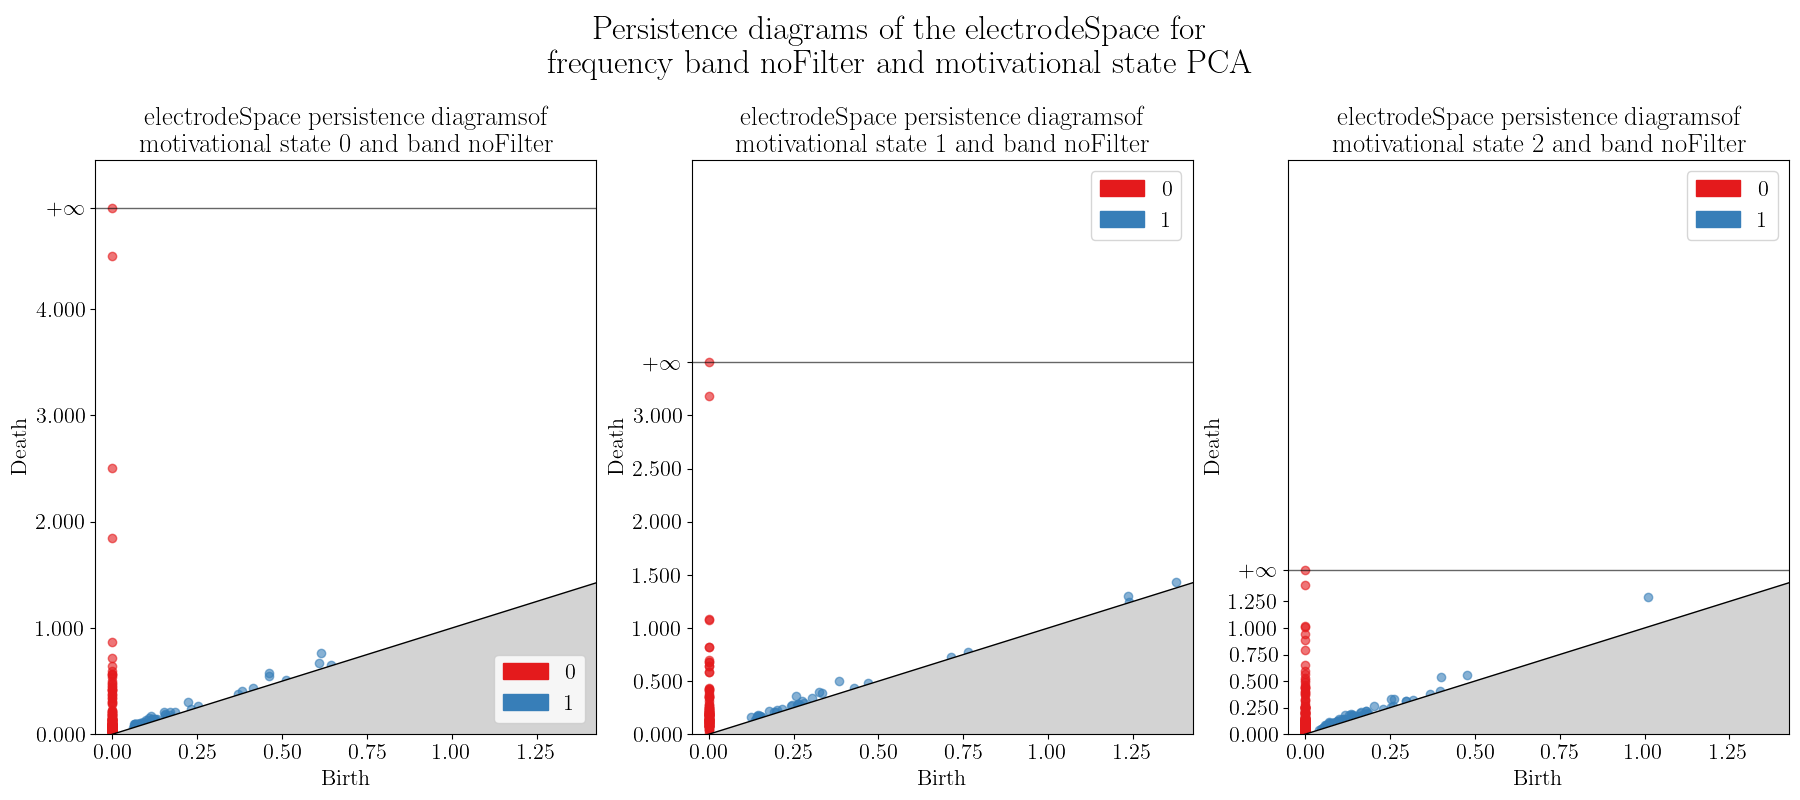 Persistence diagrams of the electrodeSpace for
frequency band noFilter and motivational state PCA
electrodeSpace persistence diagramsof
motivational state 0 and band noFilter
+∞
4.000
3.000
2.000
1.000
0.000
Death
0.00 0.25 0.50 0.75 1.00 1.25
Birth
0
1
electrodeSpace persistence diagramsof
motivational state 1 and band noFilter
+∞
3.000
2.500
2.000
1.500
1.000
0.500
0.000
Death
0.00 0.25 0.50 0.75 1.00 1.25
Birth
0
1
electrodeSpace persistence diagramsof
motivational state 2 and band noFilter
+∞
1.250
1.000
0.750
0.500
0.250
0.000
Death
0.00 0.25 0.50 0.75 1.00 1.25
Birth
0
1